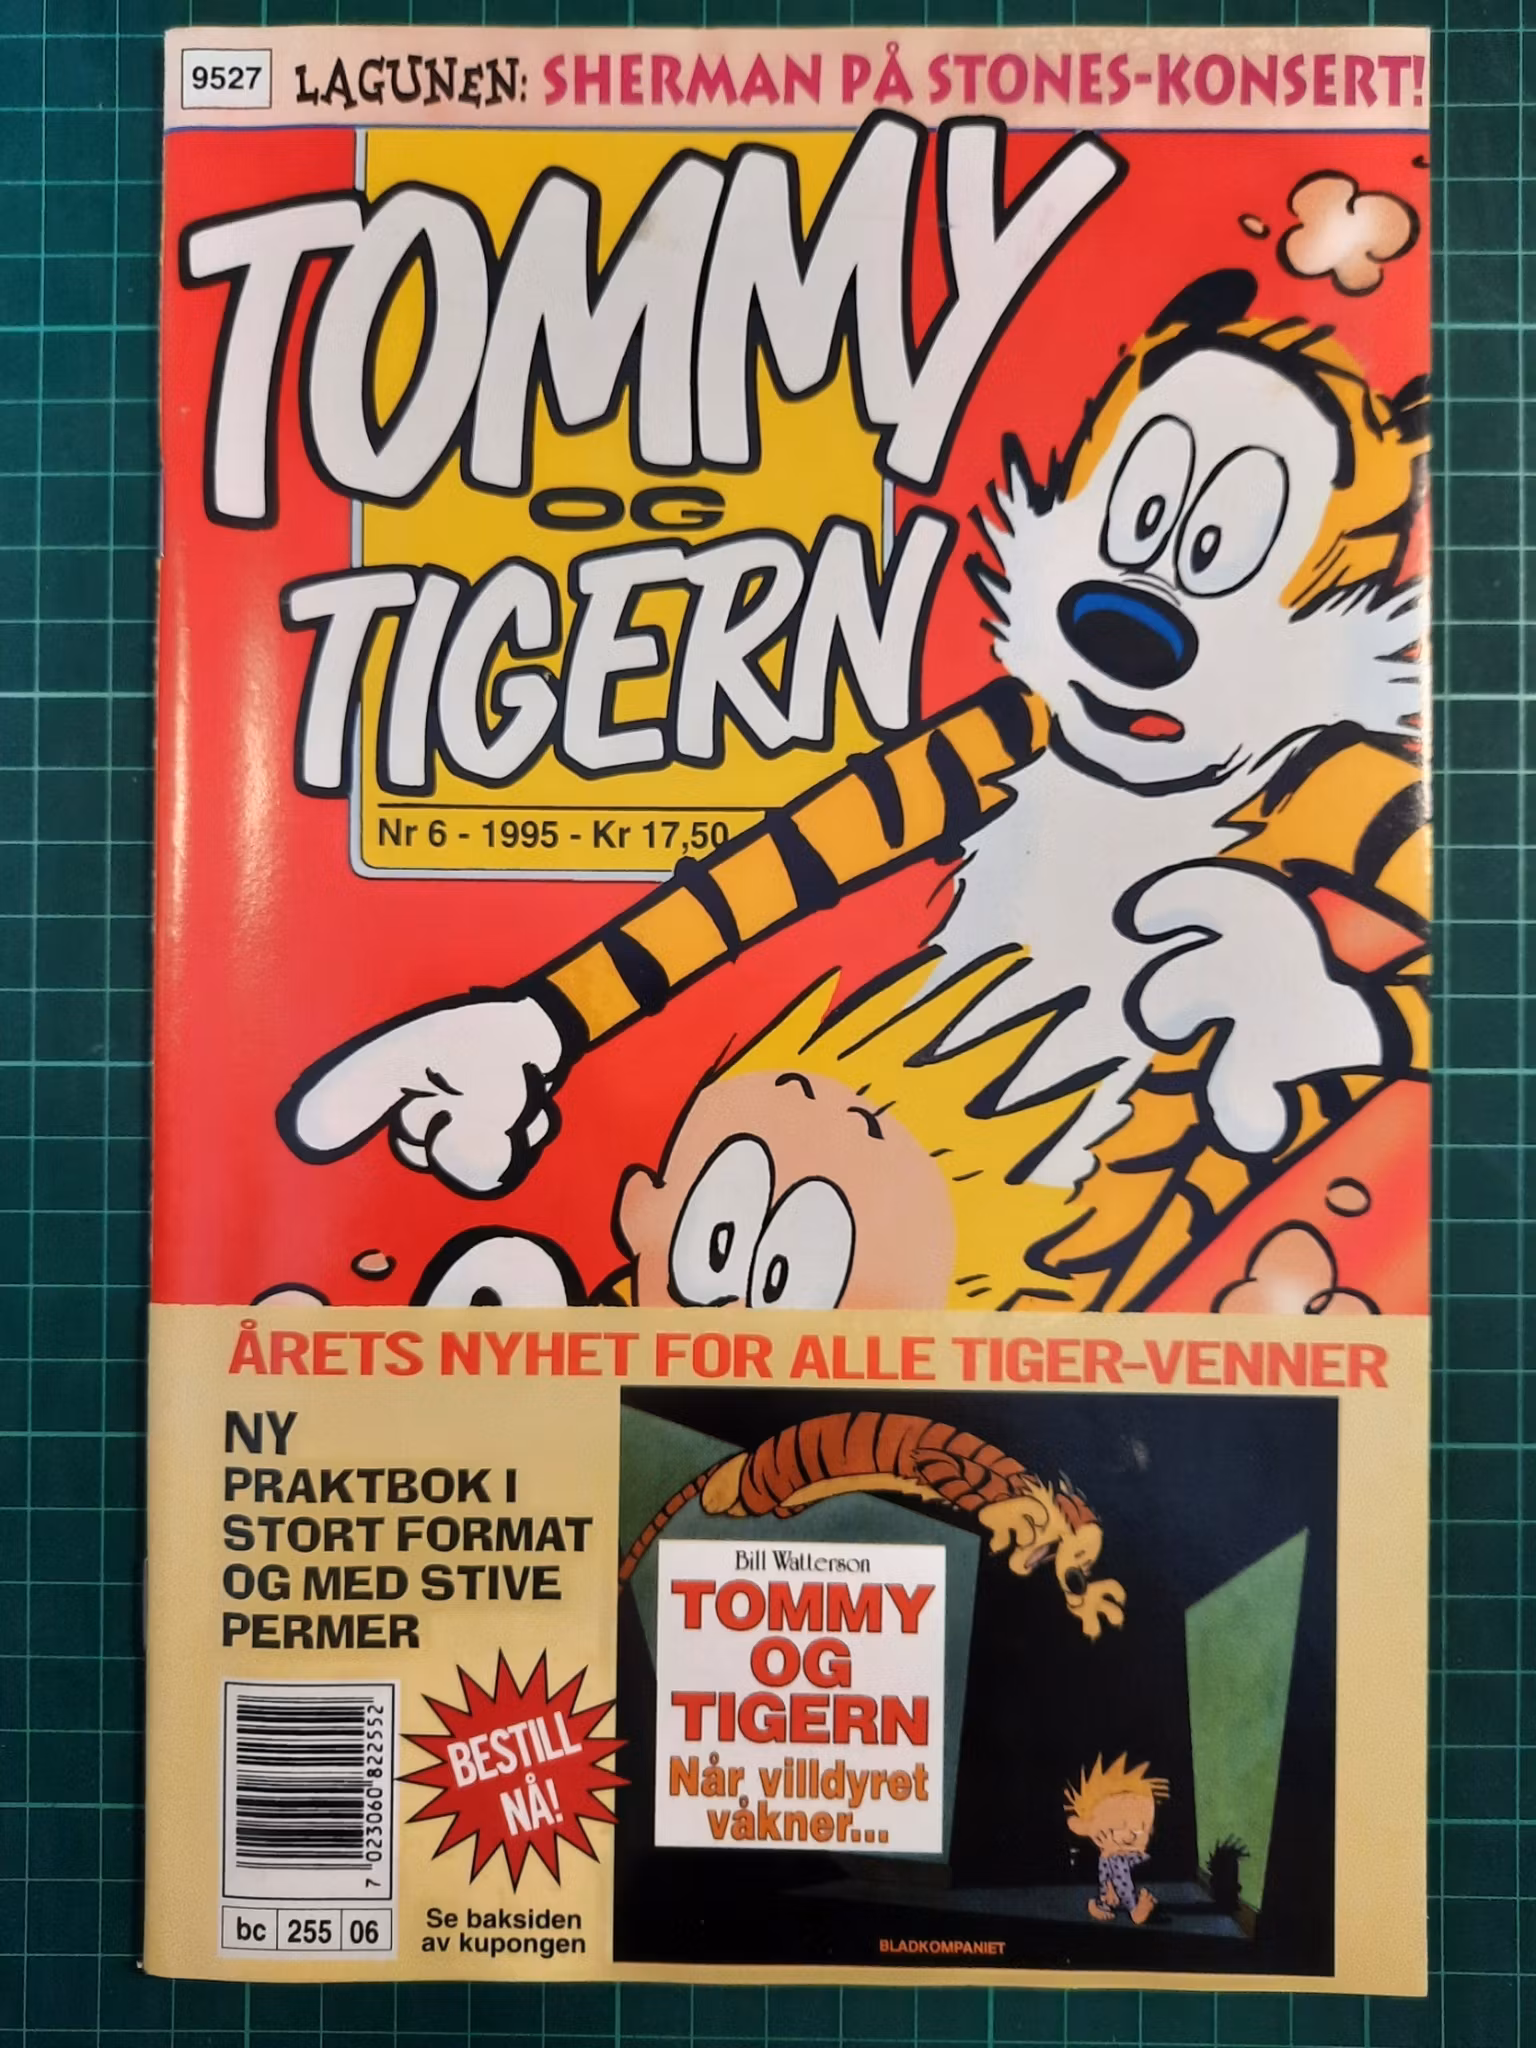 9527
LAGUNEN: SHERMAN PÅ STONES-KONSERT!
TOMMY
OG
TIGERN
Nr 6 - 1995 - Kr 17,50
ÅRETS NYHET FOR ALLE TIGER-VENNER
NY
PRAKTBOK I
STORT FORMAT
OG MED STIVE
PERMER
BESTILL
NÅ!
Se baksiden
av kupongen
7 023060 822552
bc 255 06
Bill Watterson
TOMMY
OG
TIGERN
Når villdyret
våkner...
BLADKOMPANIET